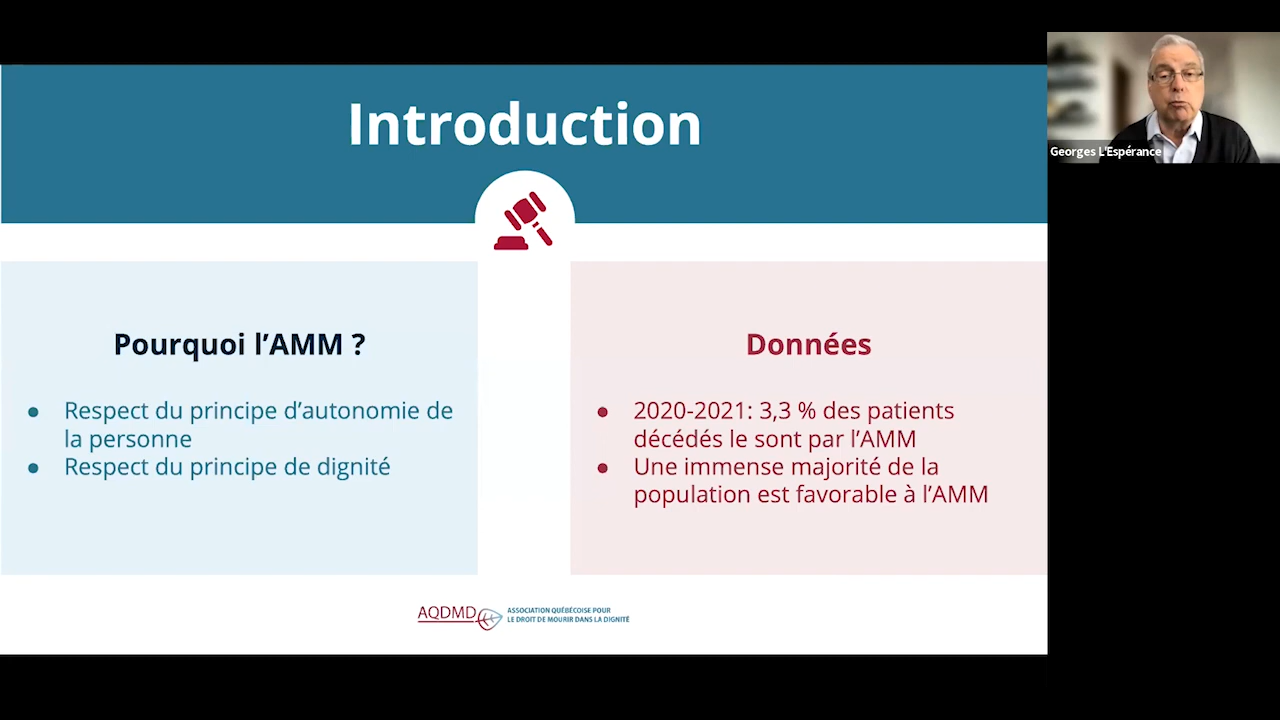 Introduction
Georges L'Espérance
Pourquoi l'AMM ?
● Respect du principe d'autonomie de
la personne
● Respect du principe de dignité
Données
● 2020-2021: 3,3 % des patients
décédés le sont par l'AMM
● Une immense majorité de la
population est favorable à l'AMM
AQDMD
ASSOCIATION QUÉBÉCOISE POUR
LE DROIT DE MOURIR DANS LA DIGNITÉ